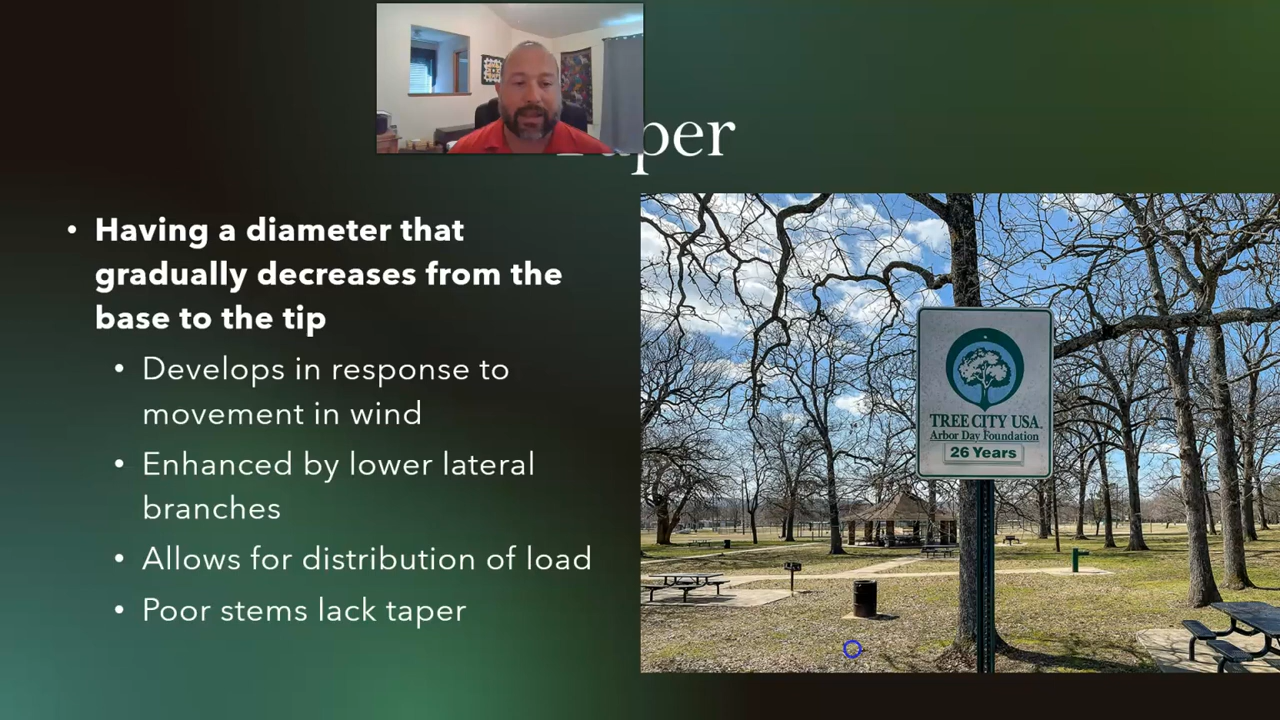 • Having a diameter that
gradually decreases from the
base to the tip
• Develops in response to
movement in wind
• Enhanced by lower lateral
branches
• Allows for distribution of load
• Poor stems lack taper
TREE CITY USA.
Arbor Day Foundation
26 Years